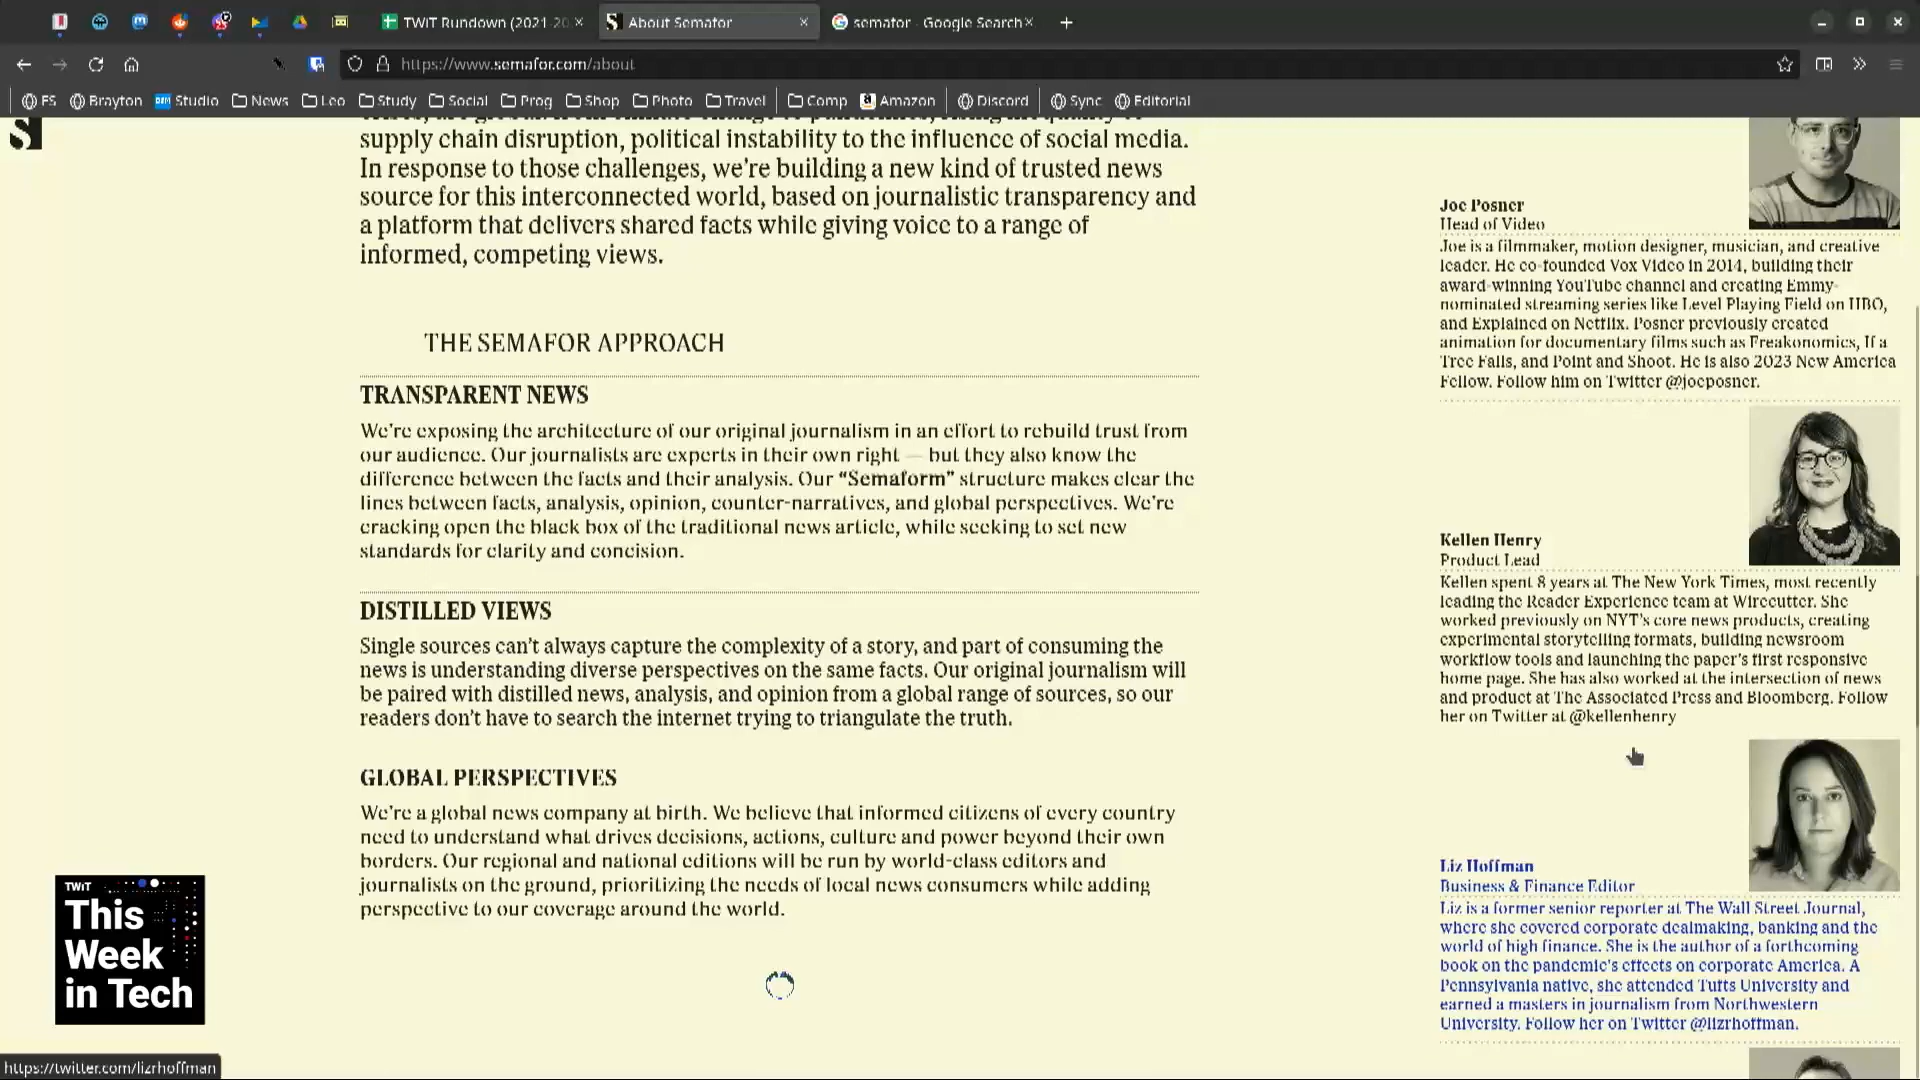 TWiT Rundown (2021-20
About Semafor
semafor - Google Search
https://www.semafor.com/about
FS
Brayton
Studio
News
Leo
Study
Social
Prog
Shop
Photo
Travel
Comp
Amazon
Discord
Sync
Editorial
S
supply chain disruption, political instability to the influence of social media.
In response to those challenges, we're building a new kind of trusted news
source for this interconnected world, based on journalistic transparency and
a platform that delivers shared facts while giving voice to a range of
informed, competing views.
THE SEMAFOR APPROACH
TRANSPARENT NEWS
We're exposing the architecture of our original journalism in an effort to rebuild trust from
our audience. Our journalists are experts in their own right — but they also know the
difference between the facts and their analysis. Our “Semaform” structure makes clear the
lines between facts, analysis, opinion, counter-narratives, and global perspectives. We're
cracking open the black box of the traditional news article, while seeking to set new
standards for clarity and concision.
DISTILLED VIEWS
Single sources can't always capture the complexity of a story, and part of consuming the
news is understanding diverse perspectives on the same facts. Our original journalism will
be paired with distilled news, analysis, and opinion from a global range of sources, so our
readers don't have to search the internet trying to triangulate the truth.
GLOBAL PERSPECTIVES
We're a global news company at birth. We believe that informed citizens of every country
need to understand what drives decisions, actions, culture and power beyond their own
borders. Our regional and national editions will be run by world-class editors and
journalists on the ground, prioritizing the needs of local news consumers while adding
perspective to our coverage around the world.
Joe Posner
Head of Video
Joe is a filmmaker, motion designer, musician, and creative
leader. He co-founded Vox Video in 2014, building their
award-winning YouTube channel and creating Emmy-
nominated streaming series like Level Playing Field on HBO,
and Explained on Netflix. Posner previously created
animation for documentary films such as Freakonomics, If a
Tree Falls, and Point and Shoot. He is also 2023 New America
Fellow. Follow him on Twitter @joeposner.
Kellen Henry
Product Lead
Kellen spent 8 years at The New York Times, most recently
leading the Reader Experience team at Wirecutter. She
worked previously on NYT's core news products, creating
experimental storytelling formats, building newsroom
workflow tools and launching the paper's first responsive
home page. She has also worked at the intersection of news
and product at The Associated Press and Bloomberg. Follow
her on Twitter at @kellenhenry
Liz Hoffman
Business & Finance Editor
Liz is a former senior reporter at The Wall Street Journal,
where she covered corporate dealmaking, banking and the
world of high finance. She is the author of a forthcoming
book on the pandemic's effects on corporate America. A
Pennsylvania native, she attended Tufts University and
earned a masters in journalism from Northwestern
University. Follow her on Twitter @lizrhoffman.
TWiT
This
Week
in Tech
https://twitter.com/lizrhoffman